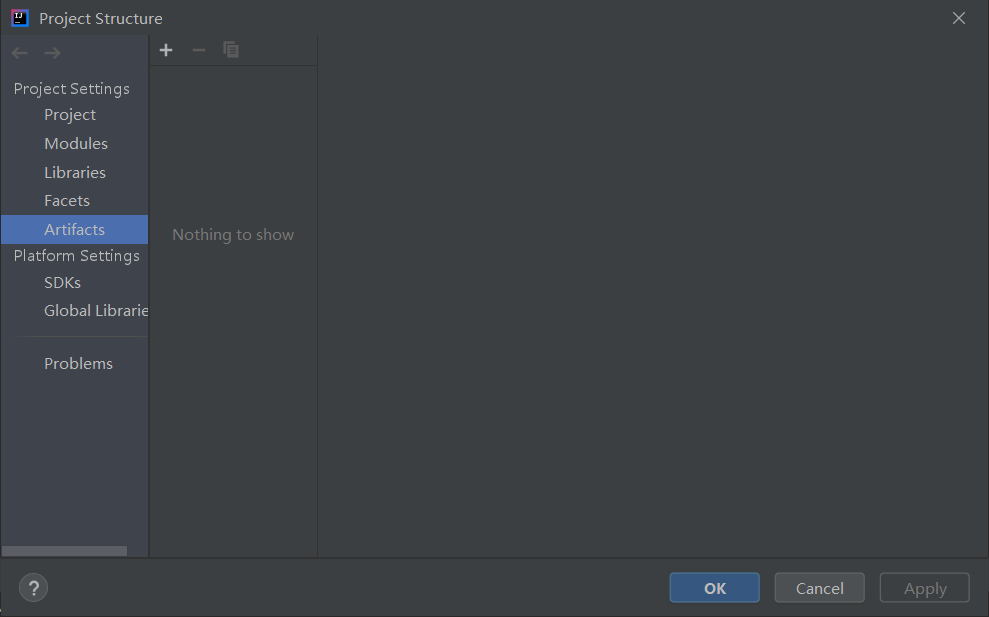 Project Structure
Project Settings
Project
Modules
Libraries
Facets
Artifacts
Platform Settings
SDKs
Global Librarie
Problems
Nothing to show
?
OK
Cancel
Apply